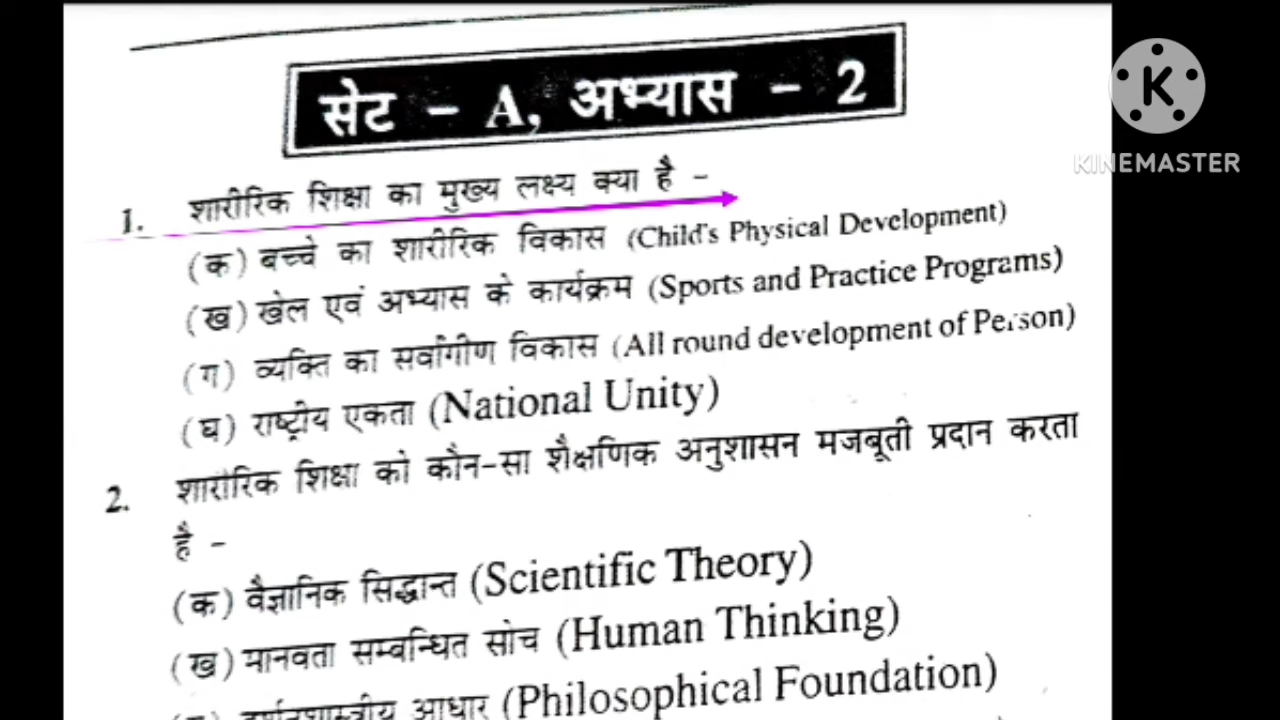 सेट – A, अभ्यास – 2
KINEMASTER
1. शारीरिक शिक्षा का मुख्य लक्ष्य क्या है –
(क) बच्चे का शारीरिक विकास (Child's Physical Development)
(ख) खेल एवं अभ्यास के कार्यक्रम (Sports and Practice Programs)
(ग) व्यक्ति का सर्वांगीण विकास (All round development of Person)
(घ) राष्ट्रीय एकता (National Unity)
2. शारीरिक शिक्षा को कौन-सा शैक्षणिक अनुशासन मजबूती प्रदान करता
है –
(क) वैज्ञानिक सिद्धान्त (Scientific Theory)
(ख) मानवता सम्बन्धित सोच (Human Thinking)
दर्शनशास्त्रीय आधार (Philosophical Foundation)